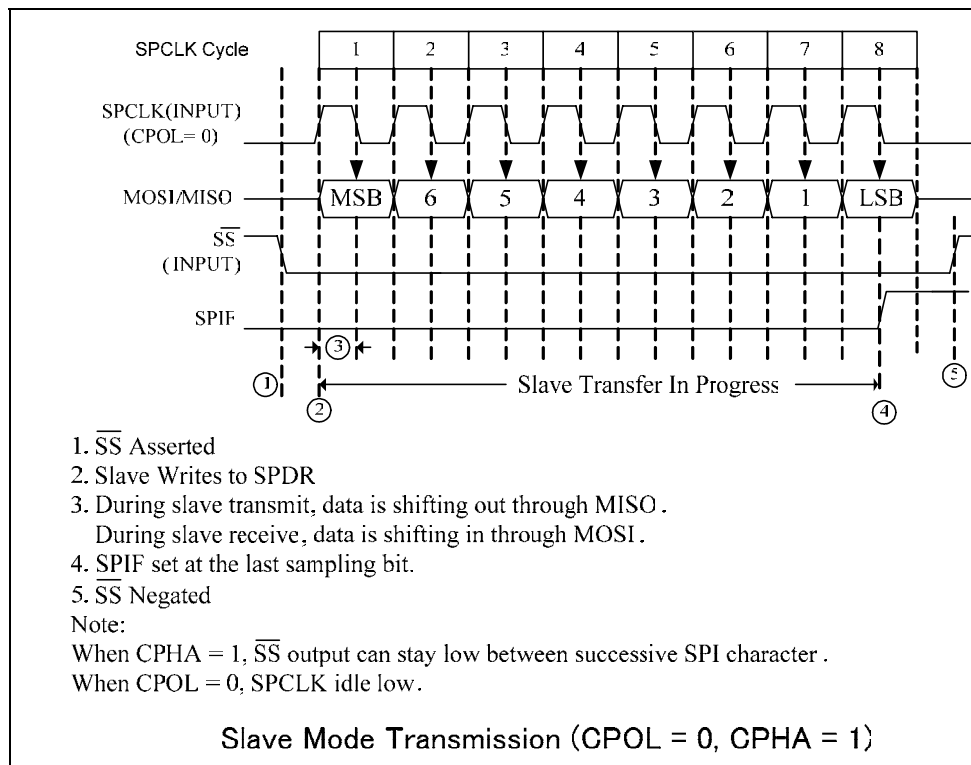 SPCLK Cycle 1 2 3 4 5 6 7 8
SPCLK(INPUT)
(CPOL= 0)
MOSI/MISO MSB 6 5 4 3 2 1 LSB
SS
(INPUT)
SPIF
③
① Slave Transfer In Progress ⑤
② ④
1. SS Asserted
2. Slave Writes to SPDR
3. During slave transmit, data is shifting out through MISO.
During slave receive, data is shifting in through MOSI.
4. SPIF set at the last sampling bit.
5. SS Negated
Note:
When CPHA = 1, SS output can stay low between successive SPI character.
When CPOL = 0, SPCLK idle low.
Slave Mode Transmission (CPOL = 0, CPHA = 1)